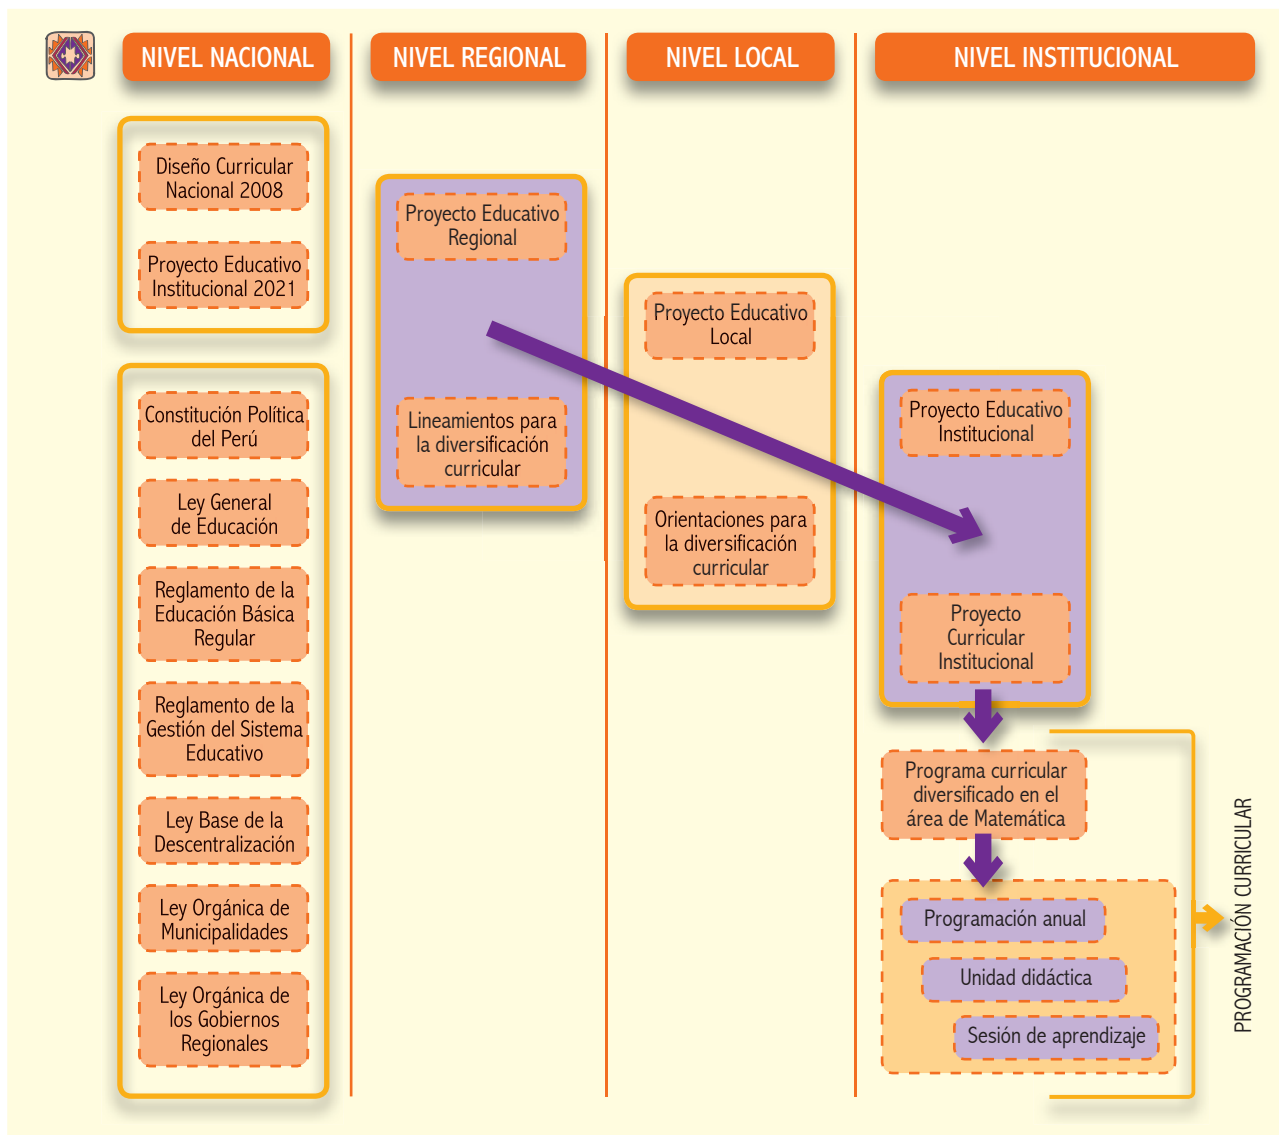 NIVEL NACIONAL
NIVEL REGIONAL
NIVEL LOCAL
NIVEL INSTITUCIONAL
Diseño Curricular
Nacional 2008
Proyecto Educativo
Institucional 2021
Constitución Política
del Perú
Ley General
de Educación
Reglamento de la
Educación Básica
Regular
Reglamento de la
Gestión del Sistema
Educativo
Ley Base de la
Descentralización
Ley Orgánica de
Municipalidades
Ley Orgánica de
los Gobiernos
Regionales
Proyecto Educativo
Regional
Lineamientos para
la diversificación
curricular
Proyecto Educativo
Local
Orientaciones para
la diversificación
curricular
Proyecto Educativo
Institucional
Proyecto
Curricular
Institucional
Programa curricular
diversificado en el
área de Matemática
Programación anual
Unidad didáctica
Sesión de aprendizaje
PROGRAMACIÓN CURRICULAR